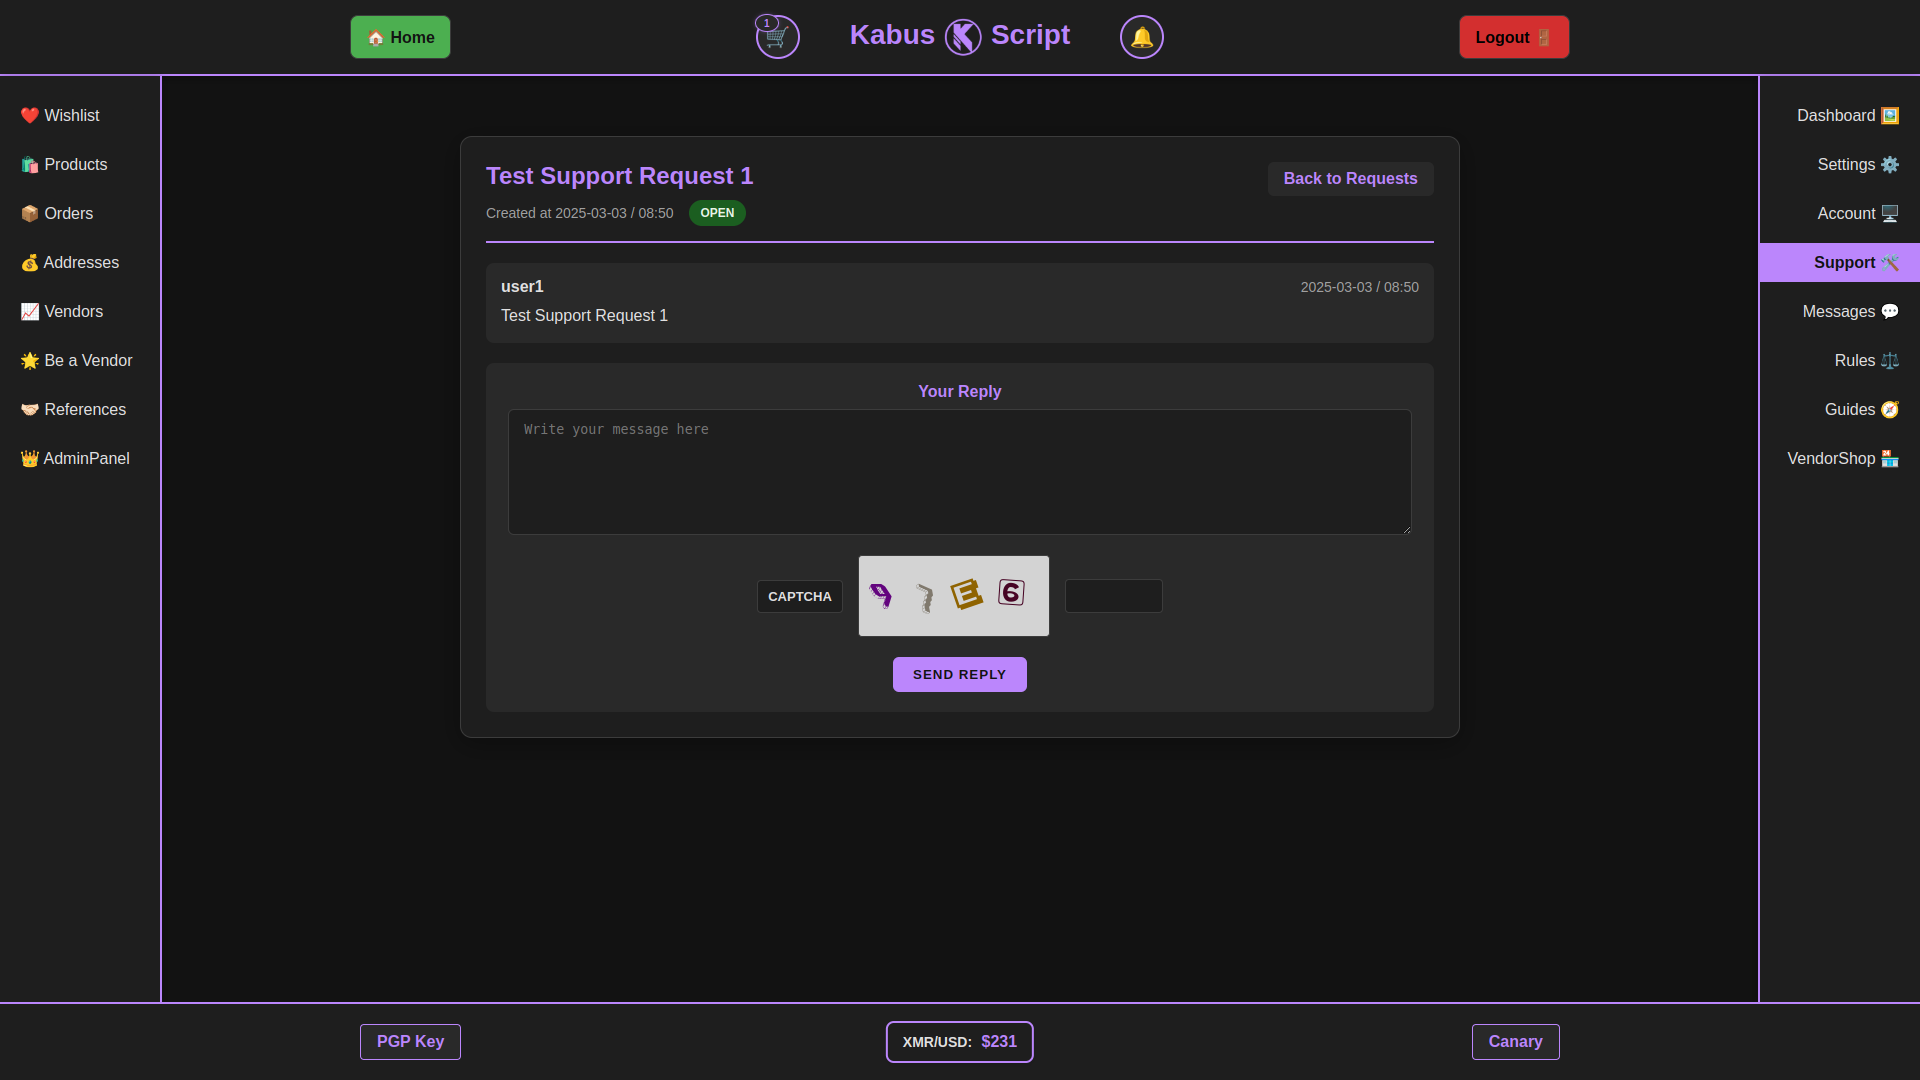 🏠 Home
1
🛒
Kabus Script
🔔
Logout 🚪
❤️ Wishlist
🛍️ Products
📦 Orders
💰 Addresses
📈 Vendors
🌟 Be a Vendor
🤝🏻 References
👑 AdminPanel
Test Support Request 1
Back to Requests
Created at 2025-03-03 / 08:50 OPEN
user1 2025-03-03 / 08:50
Test Support Request 1
Your Reply
Write your message here
CAPTCHA
SEND REPLY
Dashboard 🖼️
Settings ⚙️
Account 🖥️
Support 🛠️
Messages 💬
Rules ⚖️
Guides 🧭
VendorShop 🏪
PGP Key
XMR/USD: $231
Canary